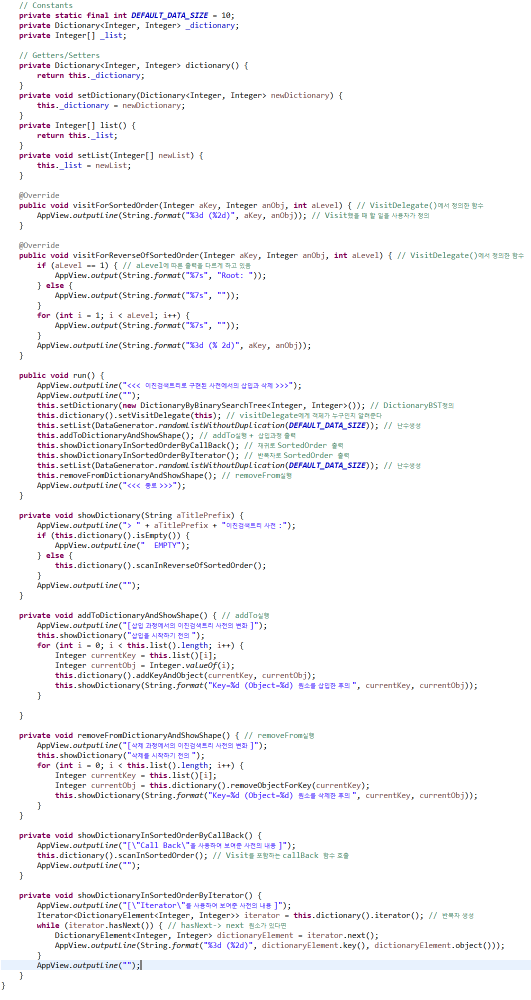 // Constants
private static final int DEFAULT_DATA_SIZE = 10;
private Dictionary<Integer, Integer> _dictionary;
private Integer[] _list;
// Getters/Setters
private Dictionary<Integer, Integer> dictionary() {
return this._dictionary;
}
private void setDictionary(Dictionary<Integer, Integer> newDictionary) {
this._dictionary = newDictionary;
}
private Integer[] list() {
return this._list;
}
private void setList(Integer[] newList) {
this._list = newList;
}
@Override
public void visitForSortedOrder(Integer aKey, Integer anObj, int aLevel) { // VisitDelegate()에서 정의한 함수
AppView.outputLine(String.format("%3d (%2d)", aKey, anObj)); // Visit했을 때 할 일을 사용자가 정의
}
@Override
public void visitForReverseOfSortedOrder(Integer aKey, Integer anObj, int aLevel) { // VisitDelegate()에서 정의한 함수
if (aLevel == 1) { // aLevel에 따른 출력을 다르게 하고 있음
AppView.output(String.format("%7s", "Root: "));
} else {
AppView.output(String.format("%7s", ""));
}
for (int i = 1; i < aLevel; i++) {
AppView.output(String.format("%7s", ""));
}
AppView.outputLine(String.format("%3d (% 2d)", aKey, anObj));
}
public void run() {
AppView.outputLine("<<< 이진검색트리로 구현된 사전에서의 삽입과 삭제 >>>");
AppView.outputLine("");
this.setDictionary(new DictionaryByBinarySearchTree<Integer, Integer>()); // DictionaryBST정의
this.dictionary().setVisitDelegate(this); // visitDelegate에게 객체가 누구인지 알려준다
this.setList(DataGenerator.randomListWithoutDuplication(DEFAULT_DATA_SIZE)); // 난수생성
this.addToDictionaryAndShowShape(); // addTo실행 + 삽입과정 출력
this.showDictionaryInSortedOrderByCallBack(); // 재귀로 SortedOrder 출력
this.showDictionaryInSortedOrderByIterator(); // 반복자로 SortedOrder 출력
this.setList(DataGenerator.randomListWithoutDuplication(DEFAULT_DATA_SIZE)); // 난수생성
this.removeFromDictionaryAndShowShape(); // removeFrom실행
AppView.outputLine("<<< 종료 >>>");
}
private void showDictionary(String aTitlePrefix) {
AppView.outputLine("> " + aTitlePrefix + "이진검색트리 사전 :");
if (this.dictionary().isEmpty()) {
AppView.outputLine("  EMPTY");
} else {
this.dictionary().scanInReverseOfSortedOrder();
}
AppView.outputLine("");
}
private void addToDictionaryAndShowShape() { // addTo실행
AppView.outputLine("[삽입 과정에서의 이진검색트리 사전의 변화 ]");
this.showDictionary("삽입을 시작하기 전의 ");
for (int i = 0; i < this.list().length; i++) {
Integer currentKey = this.list()[i];
Integer currentObj = Integer.valueOf(i);
this.dictionary().addKeyAndObject(currentKey, currentObj);
this.showDictionary(String.format("Key=%d (Object=%d) 원소를 삽입한 후의 ", currentKey, currentObj));
}
}
private void removeFromDictionaryAndShowShape() { // removeFrom실행
AppView.outputLine("[삭제 과정에서의 이진검색트리 사전의 변화 ]");
this.showDictionary("삭제를 시작하기 전의 ");
for (int i = 0; i < this.list().length; i++) {
Integer currentKey = this.list()[i];
Integer currentObj = this.dictionary().removeObjectForKey(currentKey);
this.showDictionary(String.format("Key=%d (Object=%d) 원소를 삭제한 후의 ", currentKey, currentObj));
}
}
private void showDictionaryInSortedOrderByCallBack() {
AppView.outputLine("[\"Call Back\"을 사용하여 보여준 사전의 내용 ]");
this.dictionary().scanInSortedOrder(); // Visit를 포함하는 callBack 함수 호출
AppView.outputLine("");
}
private void showDictionaryInSortedOrderByIterator() {
AppView.outputLine("[\"Iterator\"를 사용하여 보여준 사전의 내용 ]");
Iterator<DictionaryElement<Integer, Integer>> iterator = this.dictionary().iterator(); // 반복자 생성
while (iterator.hasNext()) { // hasNext-> next 원소가 있다면
DictionaryElement<Integer, Integer> dictionaryElement = iterator.next();
AppView.outputLine(String.format("%3d (%2d)", dictionaryElement.key(), dictionaryElement.object()));
}
AppView.outputLine("");
}
}